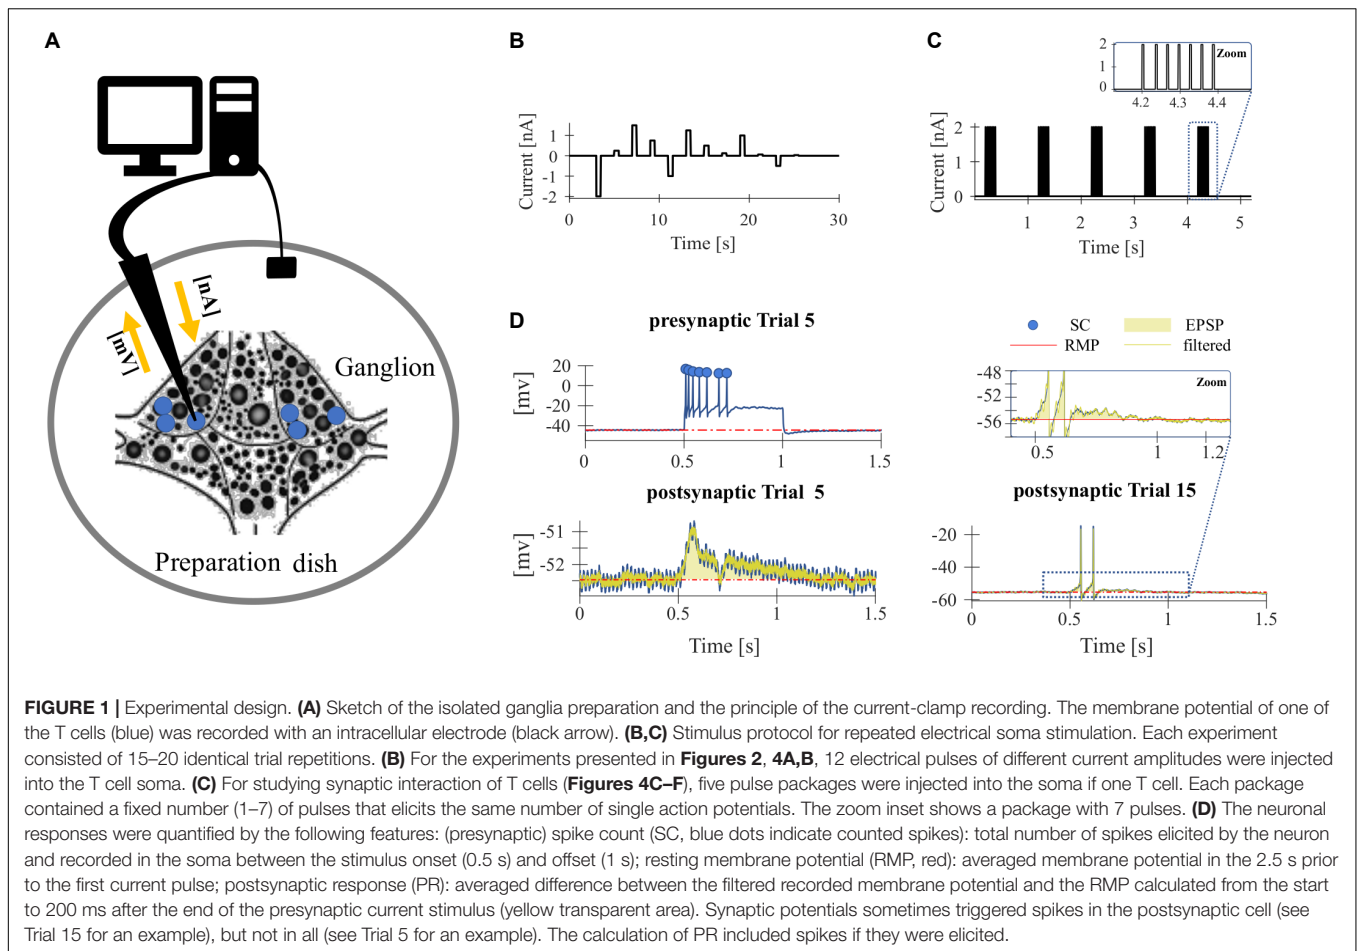 A
B
C
Current [nA]
1
0
-1
-2
0
10
20
30
Time [s]
2
1
0
Zoom
4.2
4.3
4.4
Current [nA]
2
1
0
1
2
3
4
5
Time [s]
[nA]
[mV]
Ganglion
Preparation dish
D
presynaptic Trial 5
[mv]
20
0
-20
-40
0
0.5
1
1.5
postsynaptic Trial 5
[mv]
-51
-52
0
0.5
1
1.5
Time [s]
SC
EPSP
RMP
filtered
-48
-52
-56
Zoom
0.5
1
1.2
postsynaptic Trial 15
-20
-40
-60
0
0.5
1
1.5
Time [s]
FIGURE 1 | Experimental design. (A) Sketch of the isolated ganglia preparation and the principle of the current-clamp recording. The membrane potential of one of
the T cells (blue) was recorded with an intracellular electrode (black arrow). (B,C) Stimulus protocol for repeated electrical soma stimulation. Each experiment
consisted of 15–20 identical trial repetitions. (B) For the experiments presented in Figures 2, 4A,B, 12 electrical pulses of different current amplitudes were injected
into the T cell soma. (C) For studying synaptic interaction of T cells (Figures 4C–F), five pulse packages were injected into the soma if one T cell. Each package
contained a fixed number (1–7) of pulses that elicits the same number of single action potentials. The zoom inset shows a package with 7 pulses. (D) The neuronal
responses were quantified by the following features: (presynaptic) spike count (SC, blue dots indicate counted spikes): total number of spikes elicited by the neuron
and recorded in the soma between the stimulus onset (0.5 s) and offset (1 s); resting membrane potential (RMP, red): averaged membrane potential in the 2.5 s prior
to the first current pulse; postsynaptic response (PR): averaged difference between the filtered recorded membrane potential and the RMP calculated from the start
to 200 ms after the end of the presynaptic current stimulus (yellow transparent area). Synaptic potentials sometimes triggered spikes in the postsynaptic cell (see
Trial 15 for an example), but not in all (see Trial 5 for an example). The calculation of PR included spikes if they were elicited.